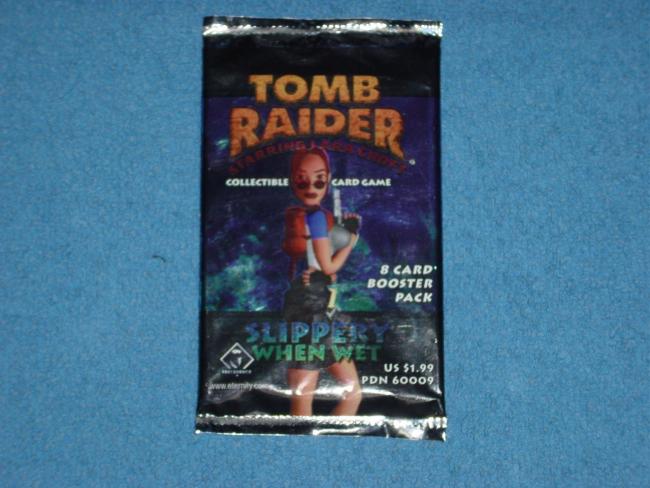 TOMB
RAIDER
STARRING LARA CROFT
COLLECTIBLE CARD GAME
8 CARD
BOOSTER
PACK
SLIPPERY
WHEN WET
US $1.99
PDN 60009
www.eternity.com